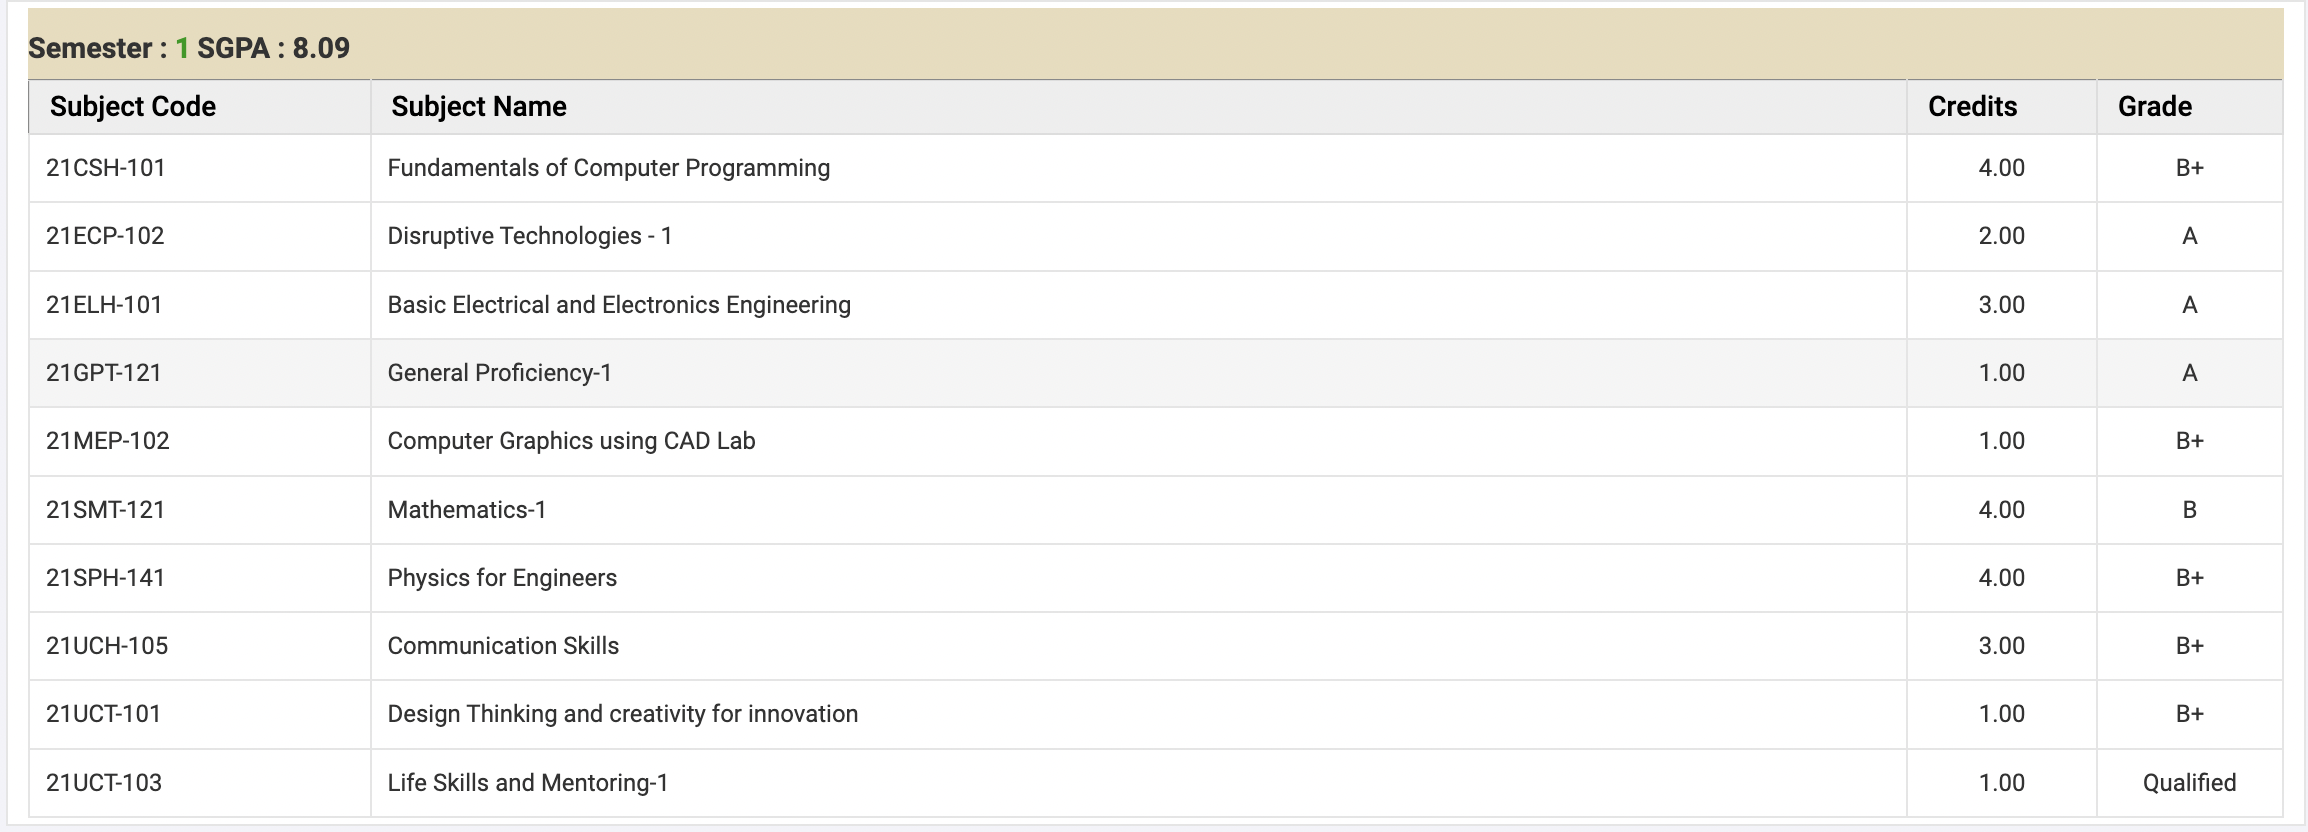 Semester : 1 SGPA : 8.09
Subject Code Subject Name Credits Grade
21CSH-101 Fundamentals of Computer Programming 4.00 B+
21ECP-102 Disruptive Technologies - 1 2.00 A
21ELH-101 Basic Electrical and Electronics Engineering 3.00 A
21GPT-121 General Proficiency-1 1.00 A
21MEP-102 Computer Graphics using CAD Lab 1.00 B+
21SMT-121 Mathematics-1 4.00 B
21SPH-141 Physics for Engineers 4.00 B+
21UCH-105 Communication Skills 3.00 B+
21UCT-101 Design Thinking and creativity for innovation 1.00 B+
21UCT-103 Life Skills and Mentoring-1 1.00 Qualified